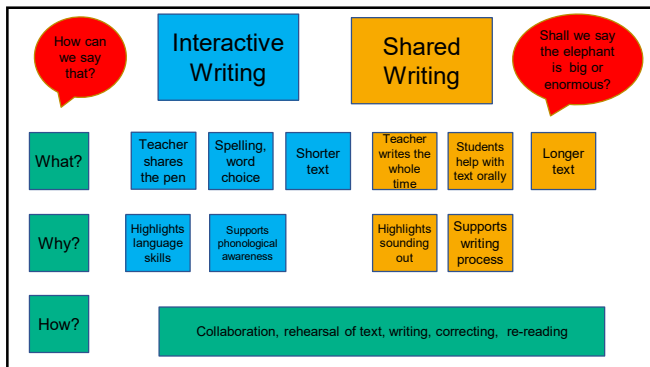 How can
we say
that?
Interactive
Writing
Shared
Writing
Shall we say
the elephant
is big or
enormous?
What?
Teacher
shares
the pen
Spelling,
word
choice
Shorter
text
Teacher
writes the
whole
time
Students
help with
text orally
Longer
text
Why?
Highlights
language
skills
Supports
phonological
awareness
Highlights
sounding
out
Supports
writing
process
How?
Collaboration, rehearsal of text, writing, correcting, re-reading